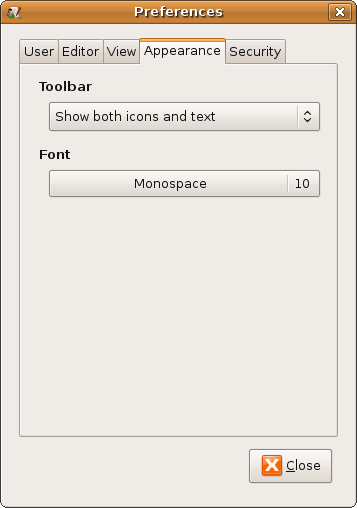 Preferences
User Editor View Appearance Security
Toolbar
Show both icons and text
Font
Monospace 10
Close